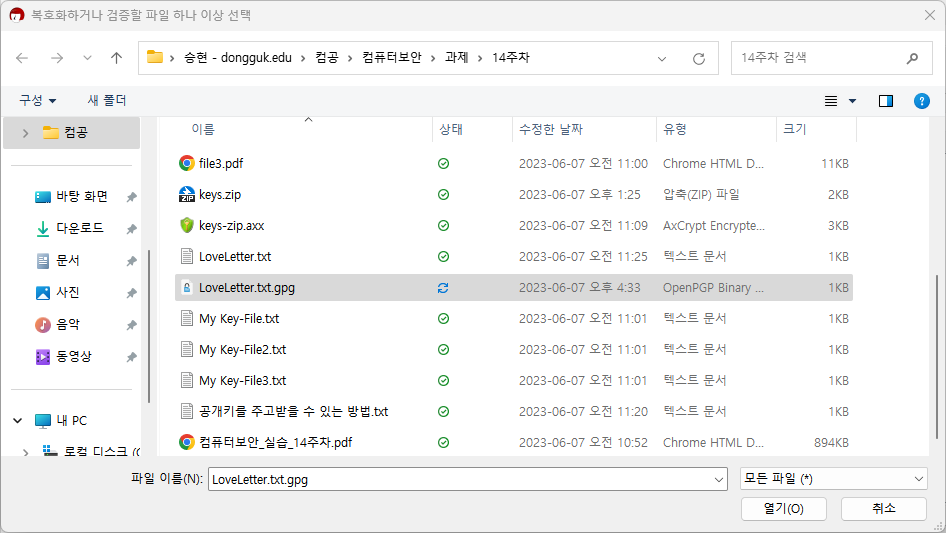 복호화하거나 검증할 파일 하나 이상 선택
승현 - dongguk.edu > 컴공 > 컴퓨터보안 > 과제 > 14주차
14주차 검색
구성
새 폴더
컴공
바탕 화면
다운로드
문서
사진
음악
동영상
내 PC
로컬 디스크 (C
이름 상태 수정한 날짜 유형 크기
file3.pdf 2023-06-07 오전 11:00 Chrome HTML D... 11KB
ZIP keys.zip 2023-06-07 오후 1:25 압축(ZIP) 파일 2KB
keys-zip.axx 2023-06-07 오전 11:09 AxCrypt Encrypte... 3KB
LoveLetter.txt 2023-06-07 오전 11:25 텍스트 문서 1KB
LoveLetter.txt.gpg 2023-06-07 오후 4:33 OpenPGP Binary ... 1KB
My Key-File.txt 2023-06-07 오전 11:01 텍스트 문서 1KB
My Key-File2.txt 2023-06-07 오전 11:01 텍스트 문서 1KB
My Key-File3.txt 2023-06-07 오전 11:01 텍스트 문서 1KB
공개키를 주고받을 수 있는 방법.txt 2023-06-07 오전 11:20 텍스트 문서 1KB
컴퓨터보안_실습_14주차.pdf 2023-06-07 오전 10:52 Chrome HTML D... 894KB
파일 이름(N): LoveLetter.txt.gpg
모든 파일 (*)
열기(O)
취소